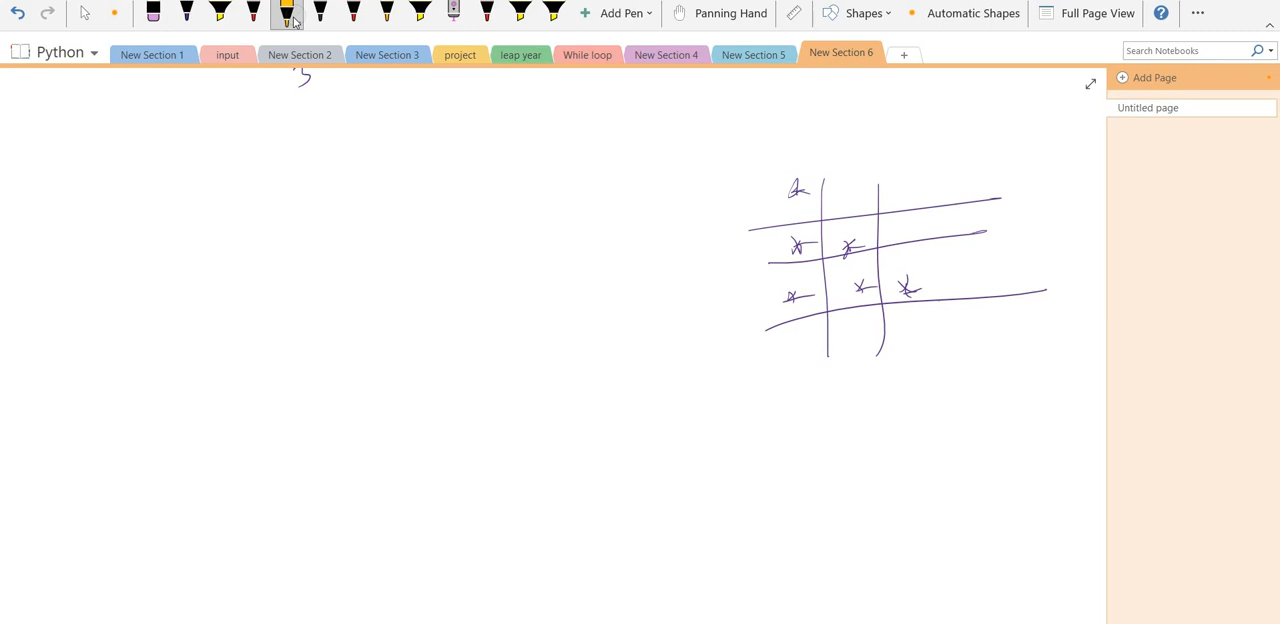 Add Pen
Panning Hand
Shapes
Automatic Shapes
Full Page View
Python
New Section 1
input
New Section 2
New Section 3
project
leap year
While loop
New Section 4
New Section 5
New Section 6
Search Notebooks
Add Page
Untitled page
*
* *
* * *